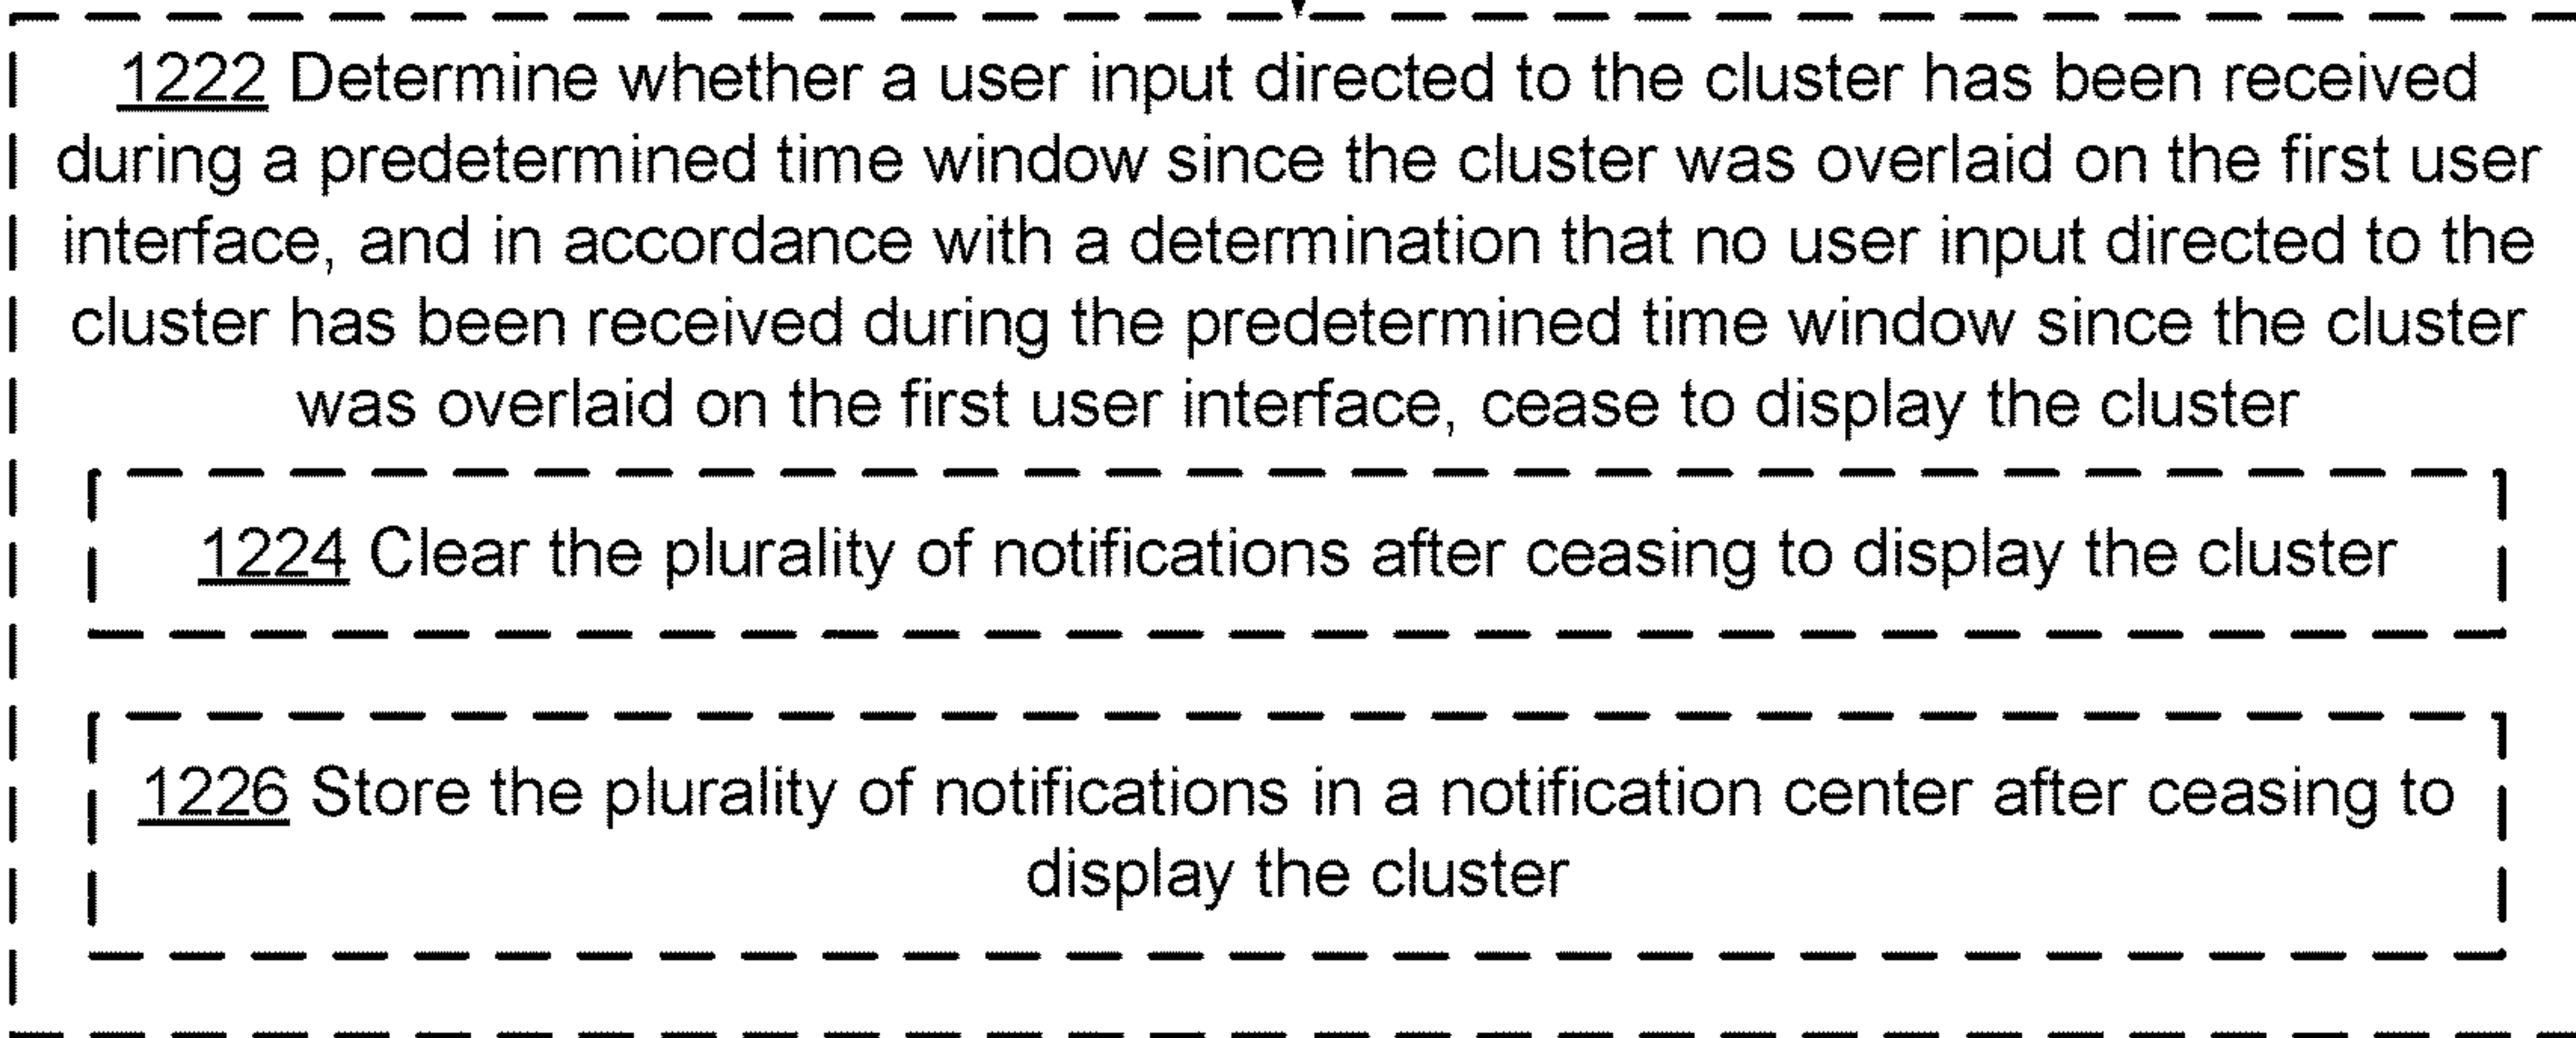 1222 Determine whether a user input directed to the cluster has been received
during a predetermined time window since the cluster was overlaid on the first user
interface, and in accordance with a determination that no user input directed to the
cluster has been received during the predetermined time window since the cluster
was overlaid on the first user interface, cease to display the cluster
1224 Clear the plurality of notifications after ceasing to display the cluster
1226 Store the plurality of notifications in a notification center after ceasing to
display the cluster